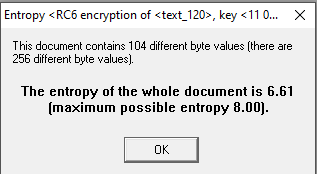 Entropy <RC6 encryption of <text_120>, key <11 0...
This document contains 104 different byte values (there are
256 different byte values).
The entropy of the whole document is 6.61
(maximum possible entropy 8.00).
OK